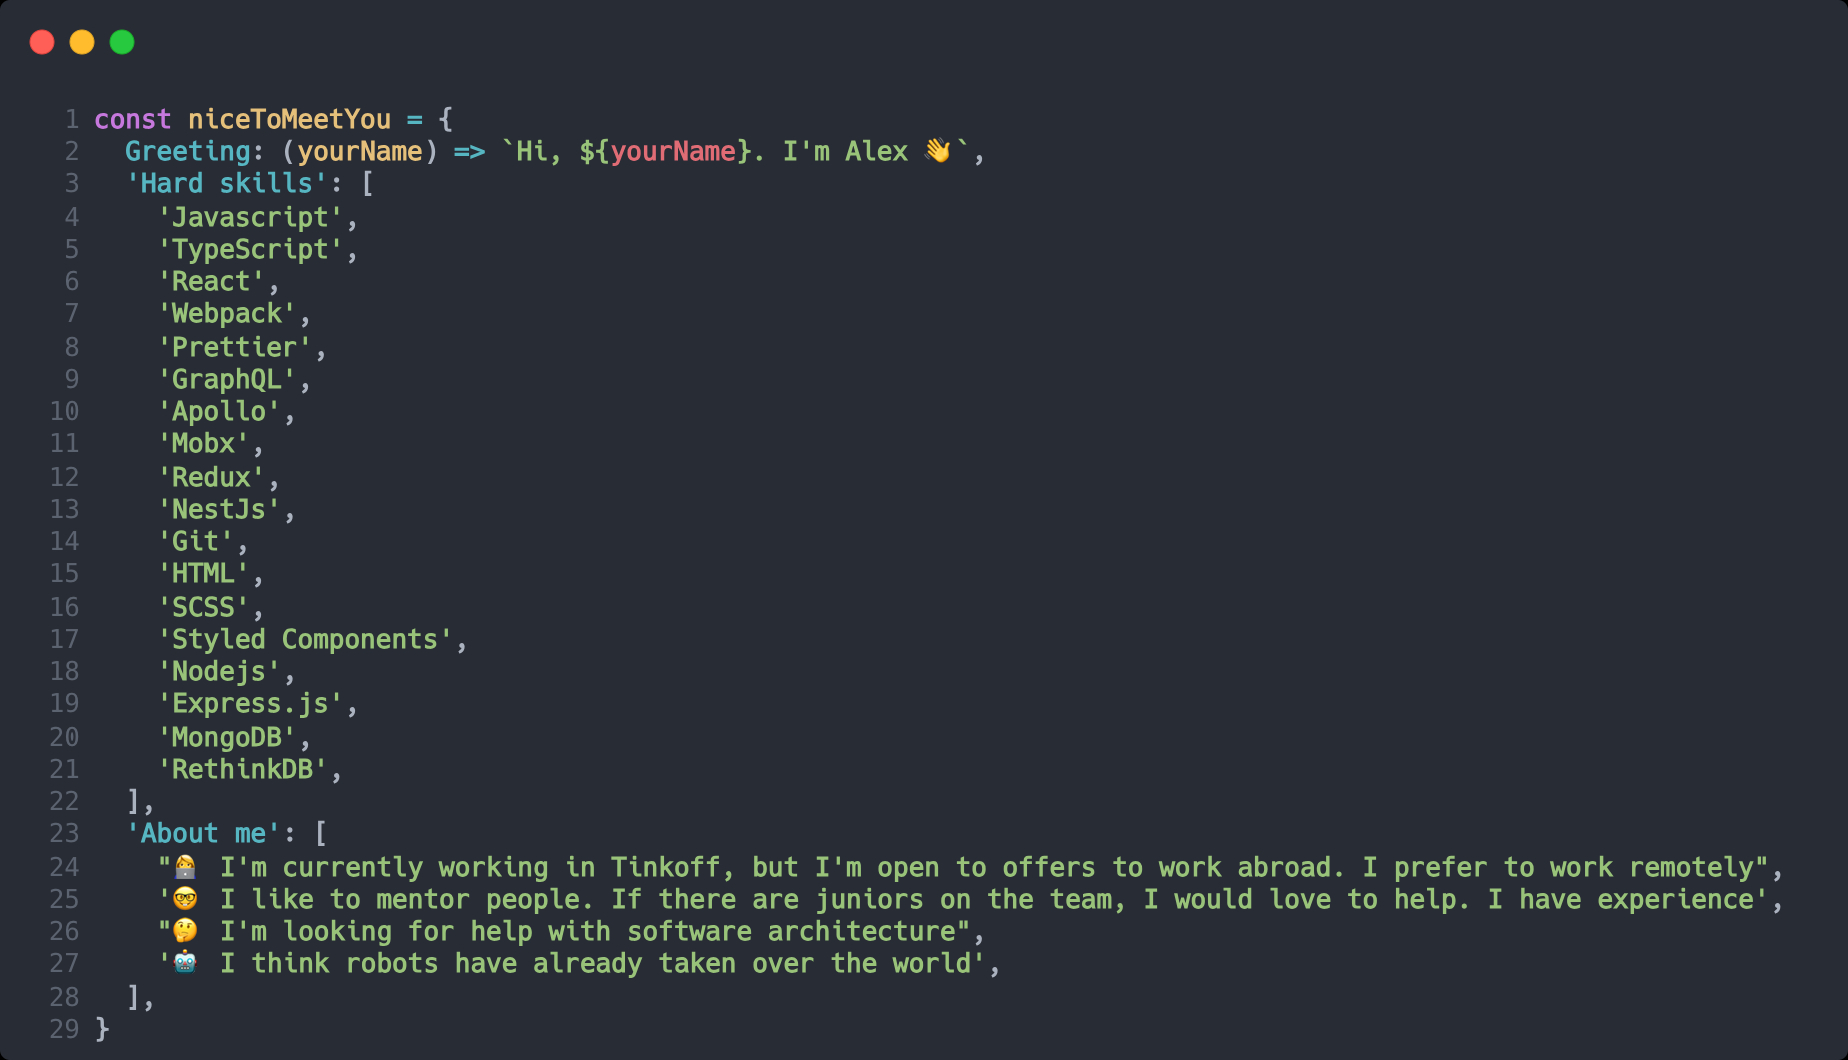 1 const niceToMeetYou = {
2   Greeting: (yourName) => `Hi, ${yourName}. I'm Alex 👋`,
3   'Hard skills': [
4     'Javascript',
5     'TypeScript',
6     'React',
7     'Webpack',
8     'Prettier',
9     'GraphQL',
10     'Apollo',
11     'Mobx',
12     'Redux',
13     'NestJs',
14     'Git',
15     'HTML',
16     'SCSS',
17     'Styled Components',
18     'Nodejs',
19     'Express.js',
20     'MongoDB',
21     'RethinkDB',
22   ],
23   'About me': [
24     "👩‍💻 I'm currently working in Tinkoff, but I'm open to offers to work abroad. I prefer to work remotely",
25     '🤓 I like to mentor people. If there are juniors on the team, I would love to help. I have experience',
26     "🤔 I'm looking for help with software architecture",
27     '🤖 I think robots have already taken over the world',
28   ],
29 }